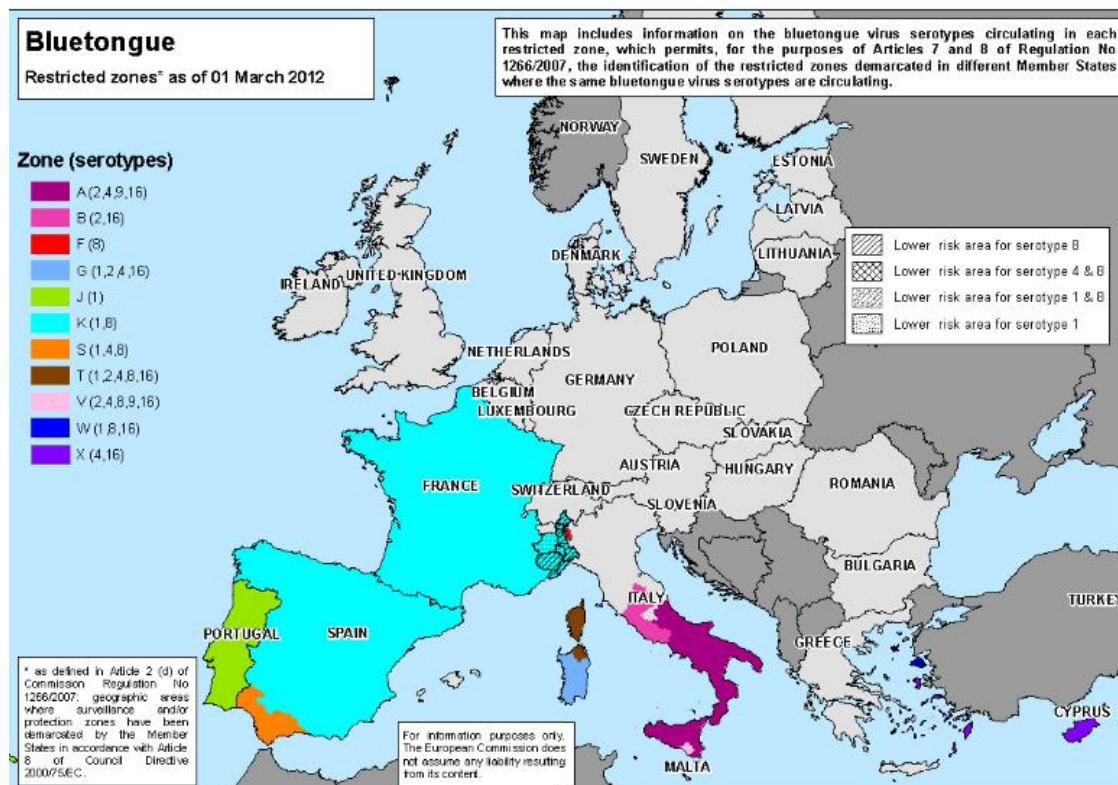 Bluetongue
Restricted zones* as of 01 March 2012
This map includes information on the bluetongue virus serotypes circulating in each
restricted zone, which permits, for the purposes of Articles 7 and 8 of Regulation No
1266/2007, the identification of the restricted zones demarcated in different Member States
where the same bluetongue virus serotypes are circulating.
Zone (serotypes)
A (2,4,9,16)
B (2,16)
F (8)
G (1,2,4,16)
J (1)
K (1,8)
S (1,4,8)
T (1,2,4,8,16)
V (2,4,8,9,16)
W (1,8,16)
X (4,16)
Lower risk area for serotype 8
Lower risk area for serotype 4 & 8
Lower risk area for serotype 1 & 8
Lower risk area for serotype 1
NORWAY
SWEDEN
ESTONIA
LATVIA
LITHUANIA
DENMARK
IRELAND
UNITED KINGDOM
NETHERLANDS
POLAND
GERMANY
BELGIUM
LUXEMBOURG
CZECH REPUBLIC
SLOVAKIA
AUSTRIA
HUNGARY
FRANCE
SWITZERLAND
SLOVENIA
ROMANIA
BULGARIA
ITALY
TURKEY
PORTUGAL
SPAIN
GREECE
CYPRUS
MALTA
* as defined in Article 2 (d) of
Commission Regulation No
1266/2007: geographic areas
where surveillance and/or
protection zones have been
demarcated by the Member
States in accordance with Article
8 of Council Directive
2000/75/EC.
For information purposes only.
The European Commission does
not assume any liability resulting
from its content.